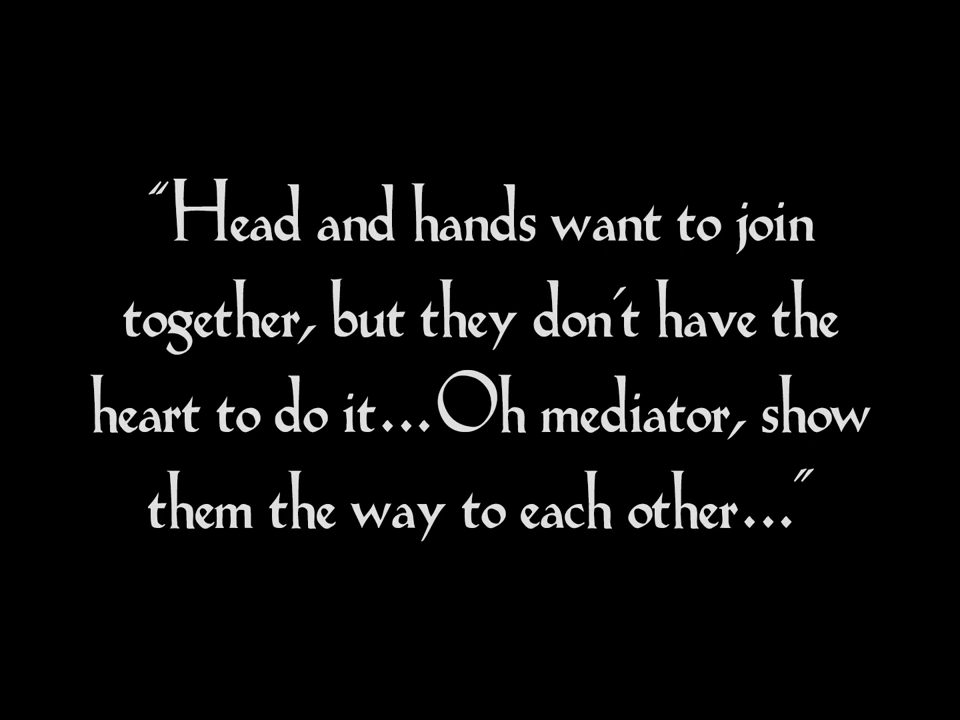 "Head and hands want to join
together, but they don't have the
heart to do it...Oh mediator, show
them the way to each other..."